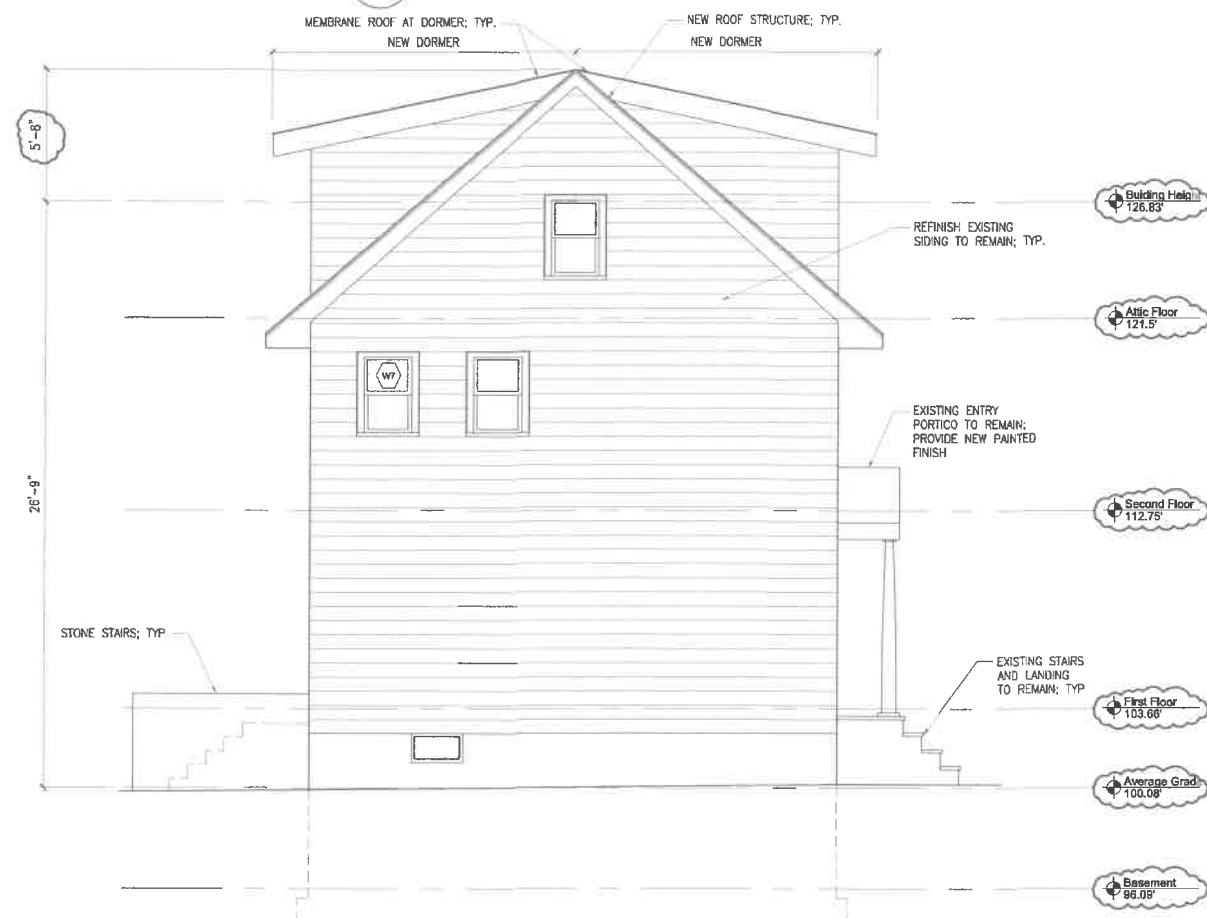 MEMBRANE ROOF AT DORMER; TYP.
NEW DORMER
NEW ROOF STRUCTURE; TYP.
NEW DORMER
5'-8"
Buiding Heigh
126.83'
REFINISH EXISTING
SIDING TO REMAIN; TYP.
Attic Floor
121.5'
W7
EXISTING ENTRY
PORTICO TO REMAIN;
PROVIDE NEW PAINTED
FINISH
26'-9"
Second Floor
112.75'
STONE STAIRS; TYP
EXISTING STAIRS
AND LANDING
TO REMAIN; TYP
First Floor
103.66'
Average Grad
100.08'
Basement
96.09'